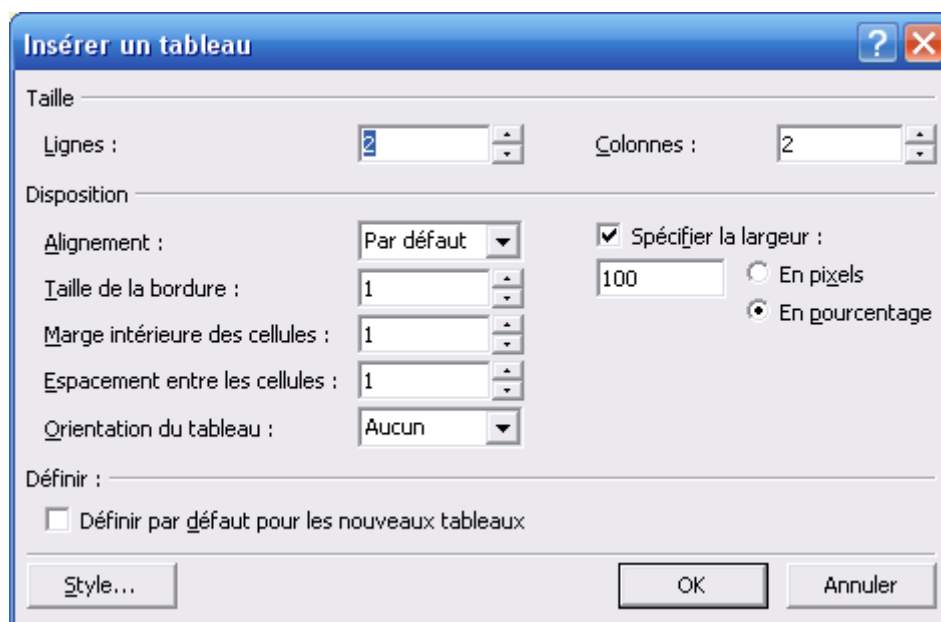 Insérer un tableau
Taille
Lignes : 2 Colonnes : 2
Disposition
Alignement : Par défaut Spécifier la largeur :
Taille de la bordure : 1 100 En pixels
Marge intérieure des cellules : 1 En pourcentage
Espacement entre les cellules : 1
Orientation du tableau : Aucun
Définir :
Définir par défaut pour les nouveaux tableaux
Style... OK Annuler